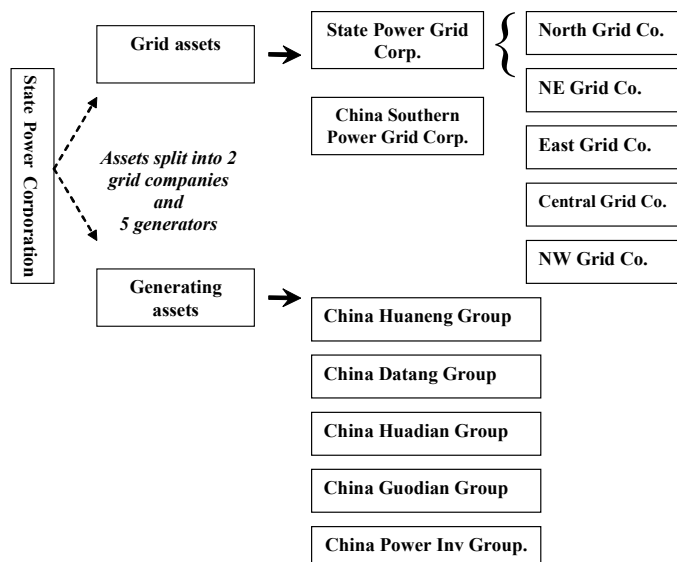 State Power Corporation
Grid assets
Assets split into 2
grid companies
and
5 generators
Generating
assets
State Power Grid
Corp.
China Southern
Power Grid Corp.
North Grid Co.
NE Grid Co.
East Grid Co.
Central Grid Co.
NW Grid Co.
China Huaneng Group
China Datang Group
China Huadian Group
China Guodian Group
China Power Inv Group.